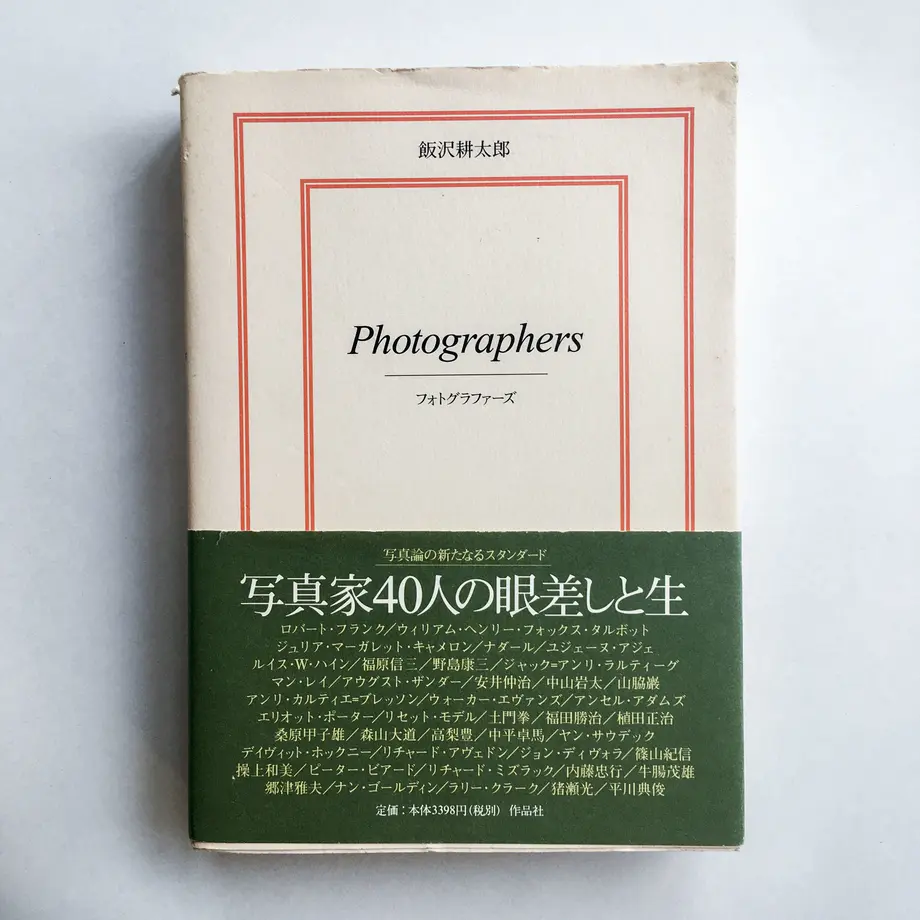 飯沢耕太郎
Photographers
フォトグラファーズ
写真論の新たなるスタンダード
写真家40人の眼差しと生
ロバート・フランク／ウィリアム・ヘンリー・フォックス・タルボット
ジュリア・マーガレット・キャメロン／ナダール／ユジェーヌ・アジェ
ルイス・W・ハイン／福原信三／野島康三／ジャック=アンリ・ラルティーグ
マン・レイ／アウグスト・ザンダー／安井仲治／中山岩太／山脇巖
アンリ・カルティエ=ブレッソン／ウォーカー・エヴァンズ／アンセル・アダムズ
エリオット・ポーター／リセット・モデル／土門拳／福田勝治／植田正治
桑原甲子雄／森山大道／高梨豊／中平卓馬／ヤン・サウデック
デイヴィット・ホックニー／リチャード・アヴェドン／ジョン・ディヴォラ／篠山紀信
操上和美／ピーター・ビアード／リチャード・ミズラック／内藤忠行／牛腸茂雄
郷津雅夫／ナン・ゴールディン／ラリー・クラーク／猪瀬光／平川典俊
定価：本体3398円（税別） 作品社